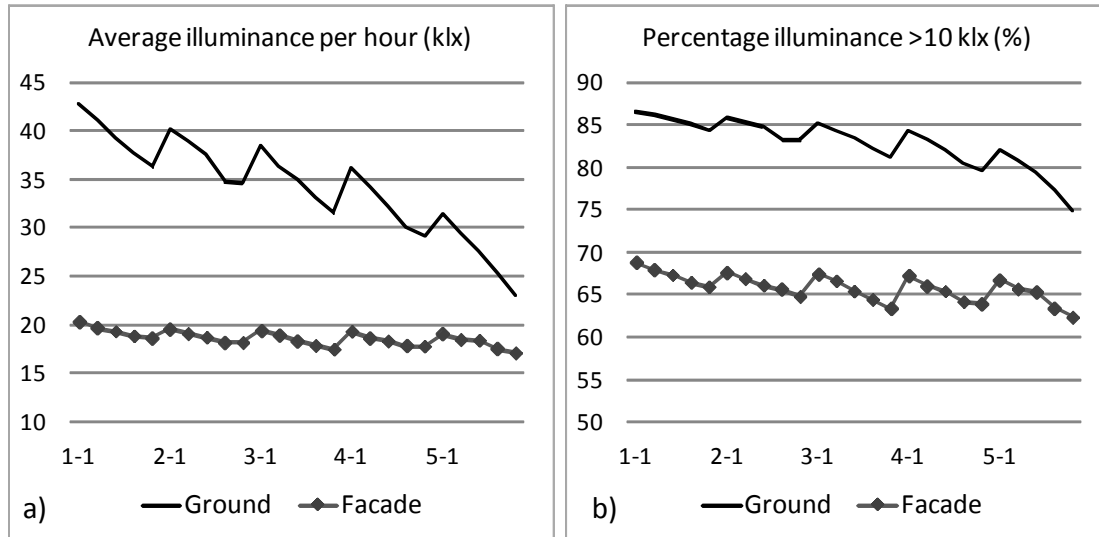 Average illuminance per hour (klx)
45
40
35
30
25
20
15
10
1-1 2-1 3-1 4-1 5-1
a) Ground Facade
Percentage illuminance >10 klx (%)
90
85
80
75
70
65
60
55
50
1-1 2-1 3-1 4-1 5-1
b) Ground Facade